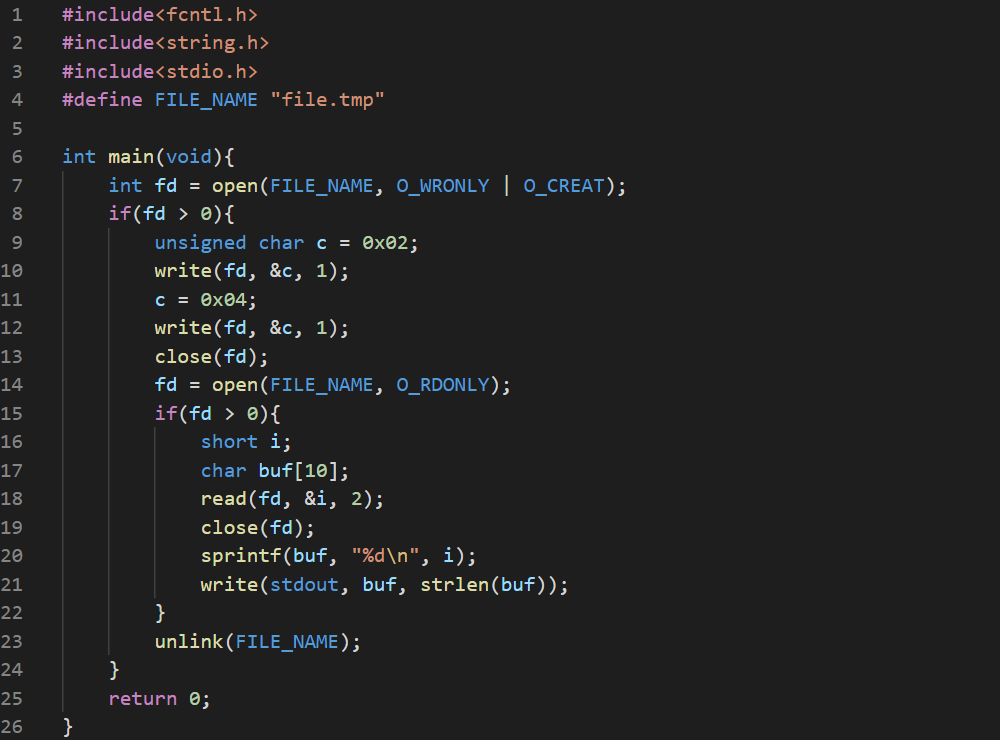 1 #include<fcntl.h>
2 #include<string.h>
3 #include<stdio.h>
4 #define FILE_NAME "file.tmp"
5
6 int main(void){
7     int fd = open(FILE_NAME, O_WRONLY | O_CREAT);
8     if(fd > 0){
9         unsigned char c = 0x02;
10         write(fd, &c, 1);
11         c = 0x04;
12         write(fd, &c, 1);
13         close(fd);
14         fd = open(FILE_NAME, O_RDONLY);
15         if(fd > 0){
16             short i;
17             char buf[10];
18             read(fd, &i, 2);
19             close(fd);
20             sprintf(buf, "%d\n", i);
21             write(stdout, buf, strlen(buf));
22         }
23         unlink(FILE_NAME);
24     }
25     return 0;
26 }